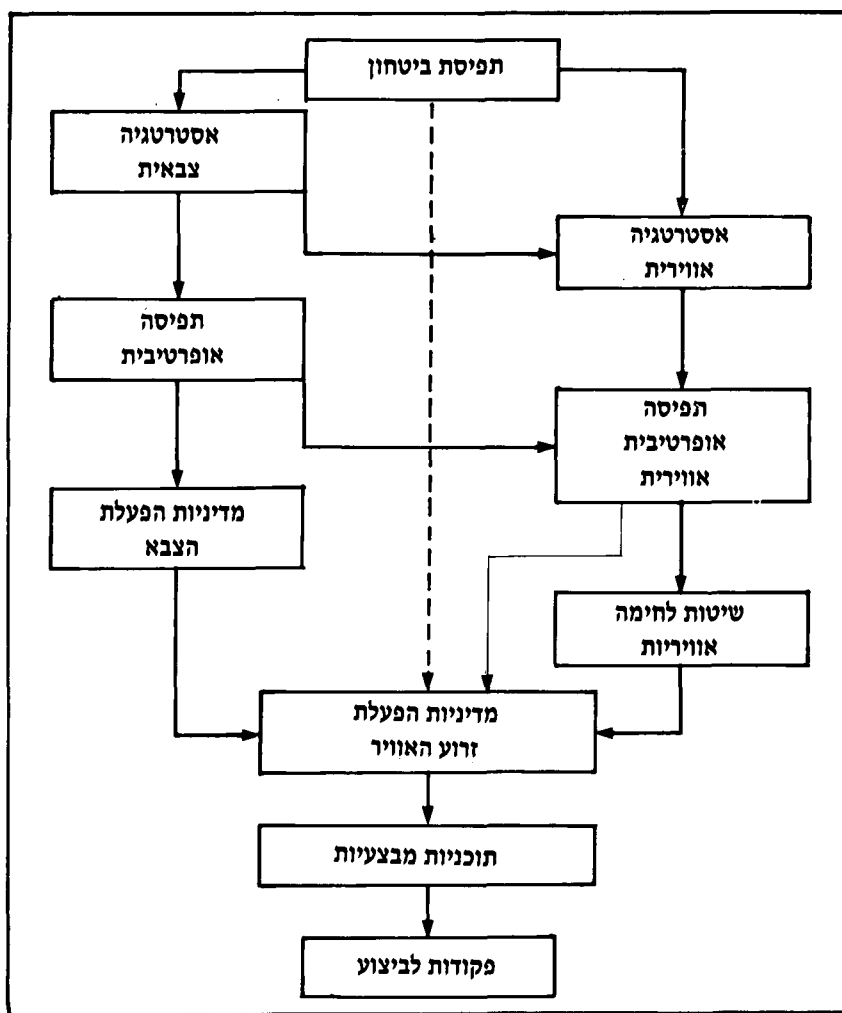 תפיסת ביטחון
אסטרטגיה
צבאית
אסטרטגיה
אווירית
תפיסה
אופרטיבית
תפיסה
אופרטיבית
אווירית
מדיניות הפעלת
הצבא
שיטות לחימה
אוויריות
מדיניות הפעלת
זרוע האוויר
תוכניות מבצעיות
פקודות לביצוע